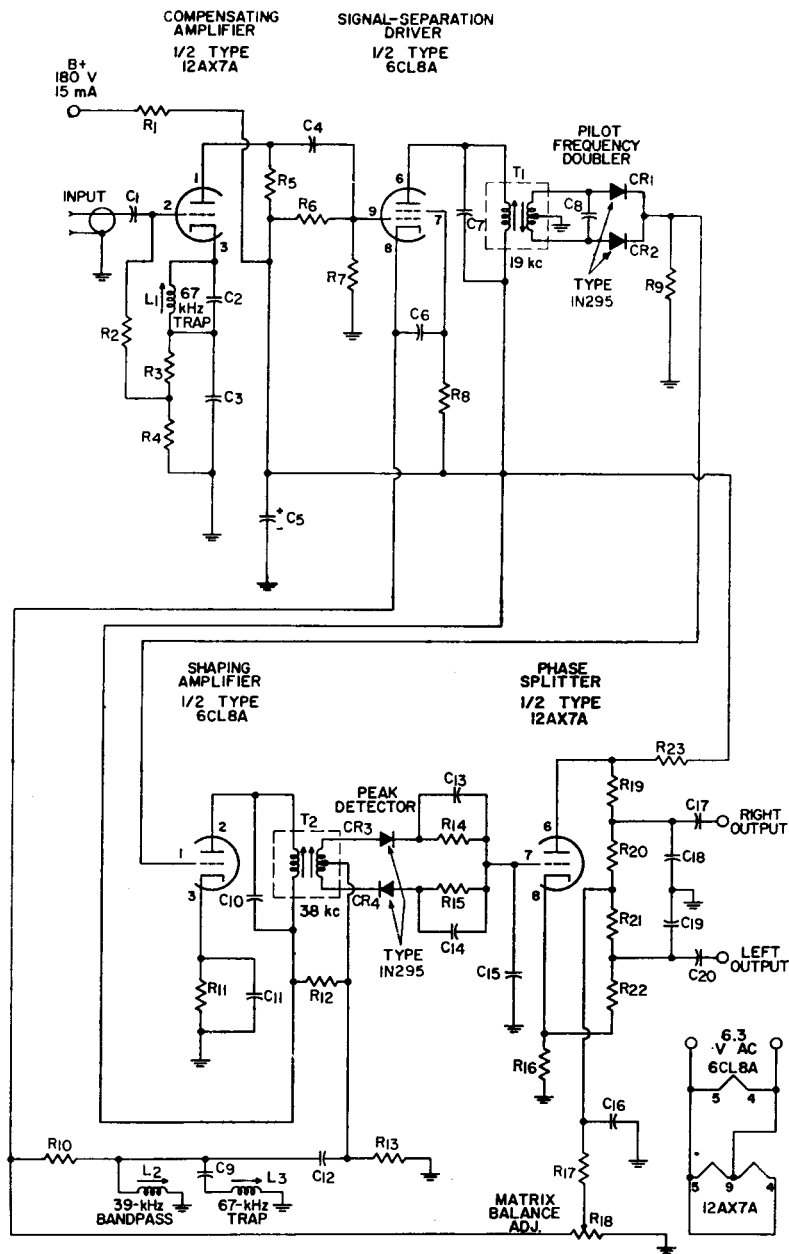 COMPENSATING
AMPLIFIER
1/2 TYPE
12AX7A
SIGNAL-SEPARATION
DRIVER
1/2 TYPE
6CL8A
B+
180 V
15 mA
R1
C4
PILOT
FREQUENCY
DOUBLER
INPUT
C1
1
2
3
R5
R6
9
6
7
8
C7
T1
19 kc
C8
CR1
CR2
TYPE
IN295
R9
R7
L1
67
kHz
TRAP
C2
R2
R3
C3
R4
C6
R8
C5
+
-
SHAPING
AMPLIFIER
1/2 TYPE
6CL8A
PHASE
SPLITTER
1/2 TYPE
12AX7A
R23
R19
PEAK
DETECTOR
C13
T2
CR3
R14
2
1
3
C10
38 kc
CR4
R15
C14
TYPE
IN295
6
7
8
C17
RIGHT
OUTPUT
R20
C18
R21
C19
LEFT
OUTPUT
C20
R22
C15
R11
C11
R12
R16
6.3
V AC
6CL8A
5
4
C16
R10
C9
L2
39-kHz
BANDPASS
L3
67-kHz
TRAP
C12
R13
R17
MATRIX
BALANCE
ADJ.
R18
5
9
4
12AX7A